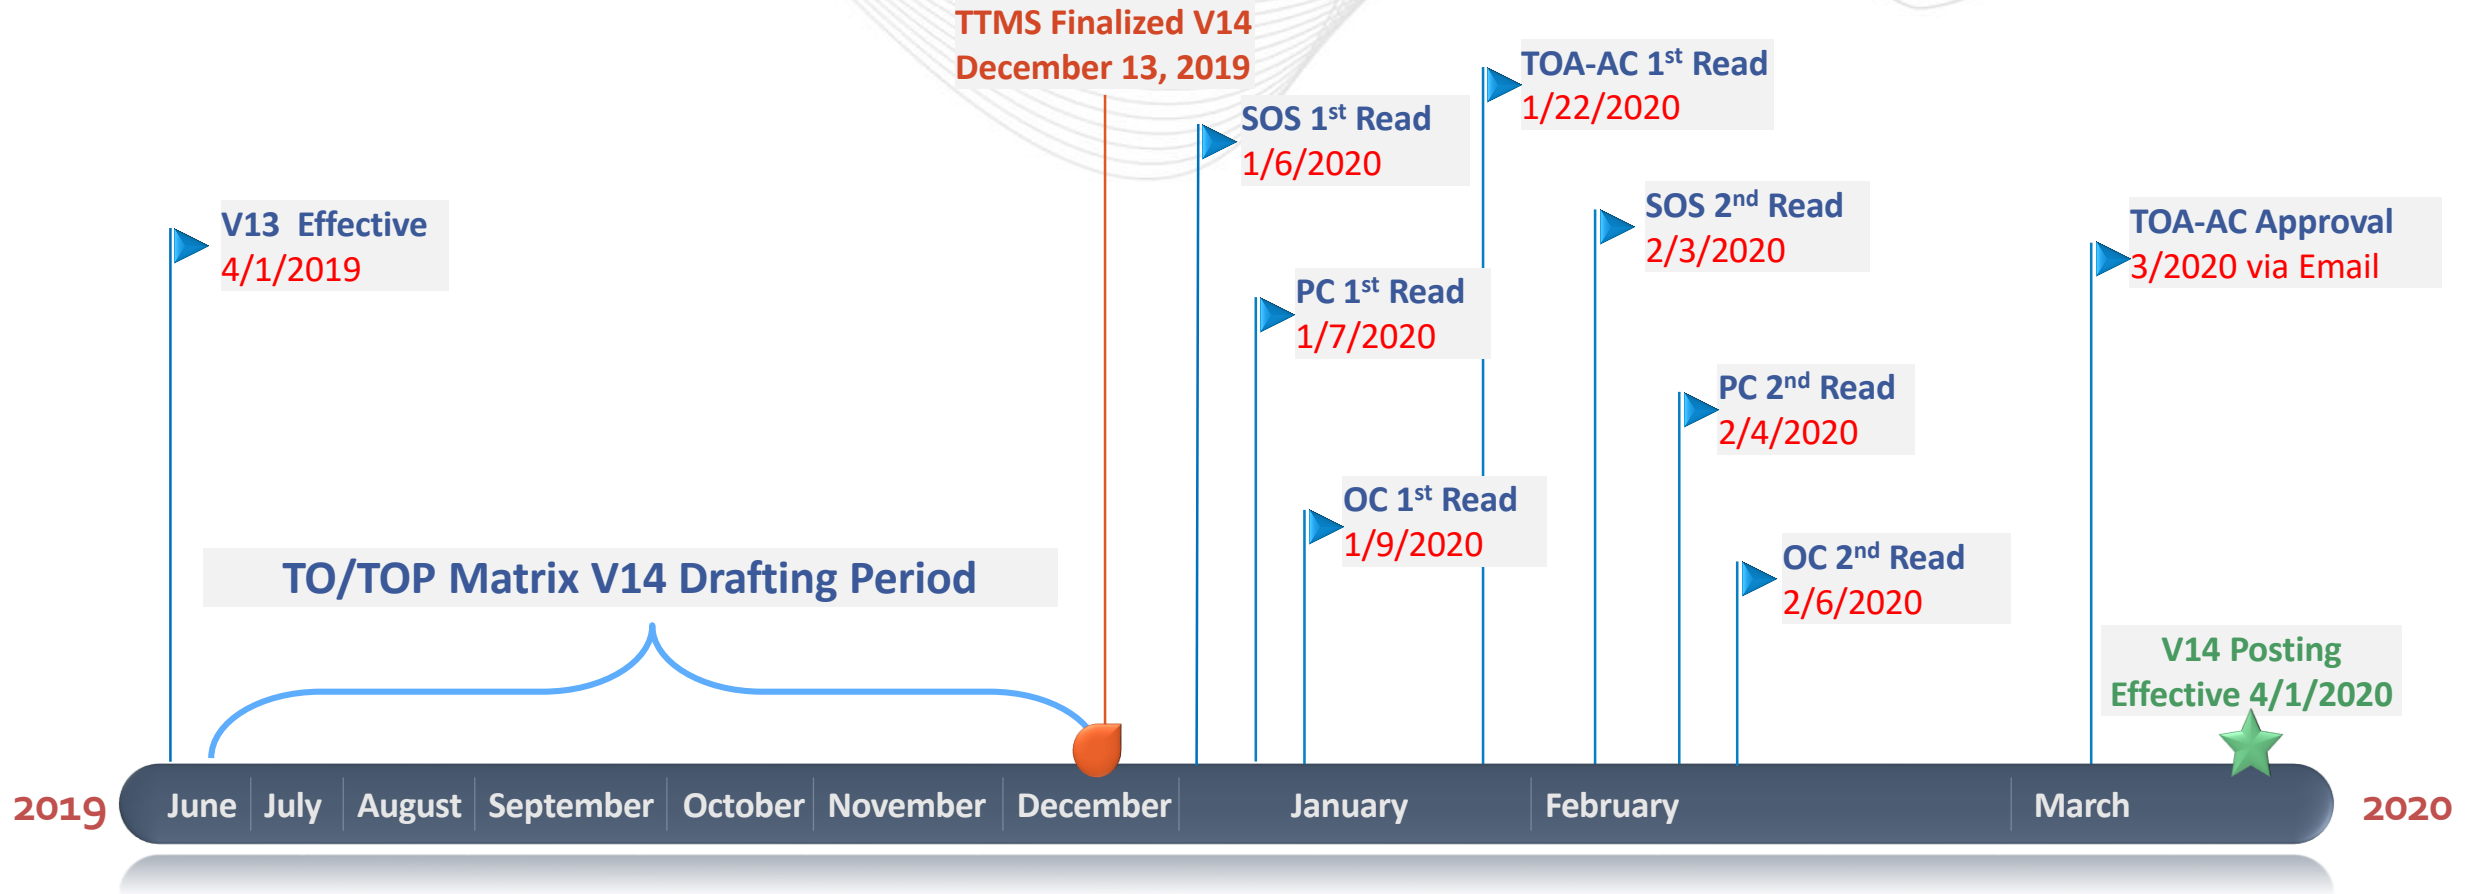 TTMS Finalized V14
December 13, 2019
TOA-AC 1st Read
1/22/2020
SOS 1st Read
1/6/2020
SOS 2nd Read
2/3/2020
V13  Effective
4/1/2019
TOA-AC Approval
3/2020 via Email
PC 1st Read
1/7/2020
PC 2nd Read
2/4/2020
OC 1st Read
1/9/2020
OC 2nd Read
2/6/2020
TO/TOP Matrix V14 Drafting Period
V14 Posting
Effective 4/1/2020
2019 June July August September October November December January February March 2020